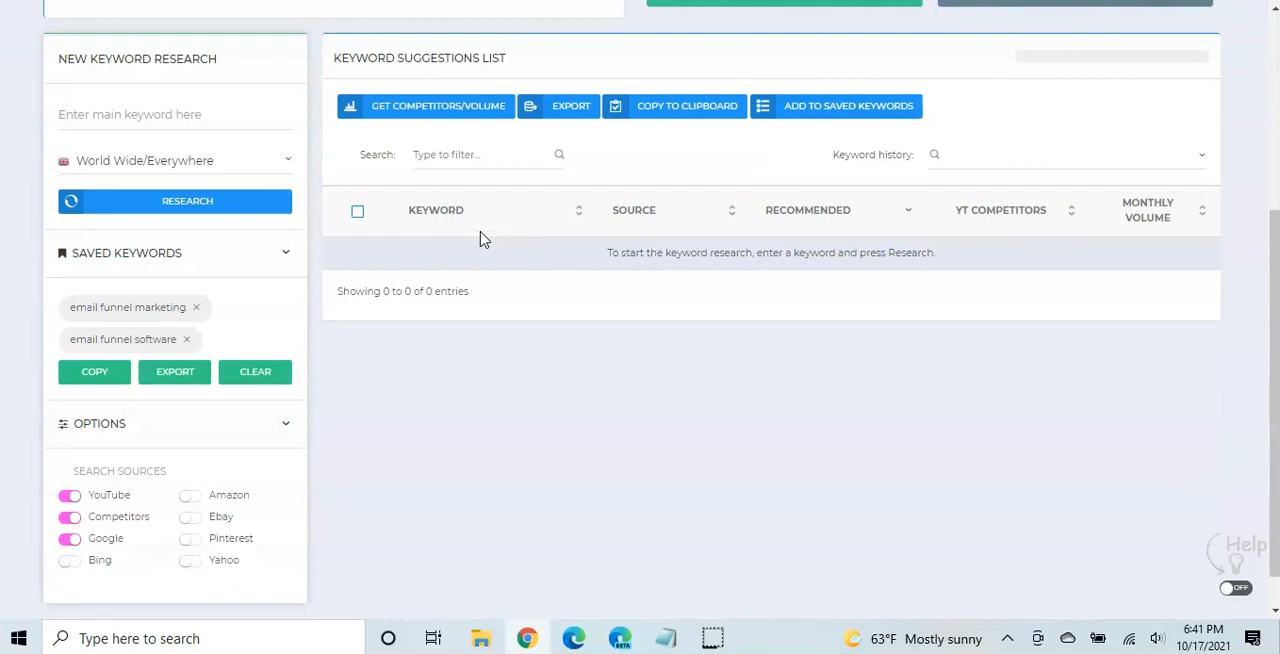 NEW KEYWORD RESEARCH
Enter main keyword here
World Wide/Everywhere
RESEARCH
SAVED KEYWORDS
email funnel marketing ×
email funnel software ×
COPY EXPORT CLEAR
OPTIONS
SEARCH SOURCES
YouTube Amazon
Competitors Ebay
Google Pinterest
Bing Yahoo
KEYWORD SUGGESTIONS LIST
GET COMPETITORS/VOLUME EXPORT COPY TO CLIPBOARD ADD TO SAVED KEYWORDS
Search: Type to filter... Keyword history:
KEYWORD SOURCE RECOMMENDED YT COMPETITORS MONTHLY VOLUME
To start the keyword research, enter a keyword and press Research.
Showing 0 to 0 of 0 entries
Help
OFF
Type here to search
BETA
63°F Mostly sunny
6:41 PM
10/17/2021